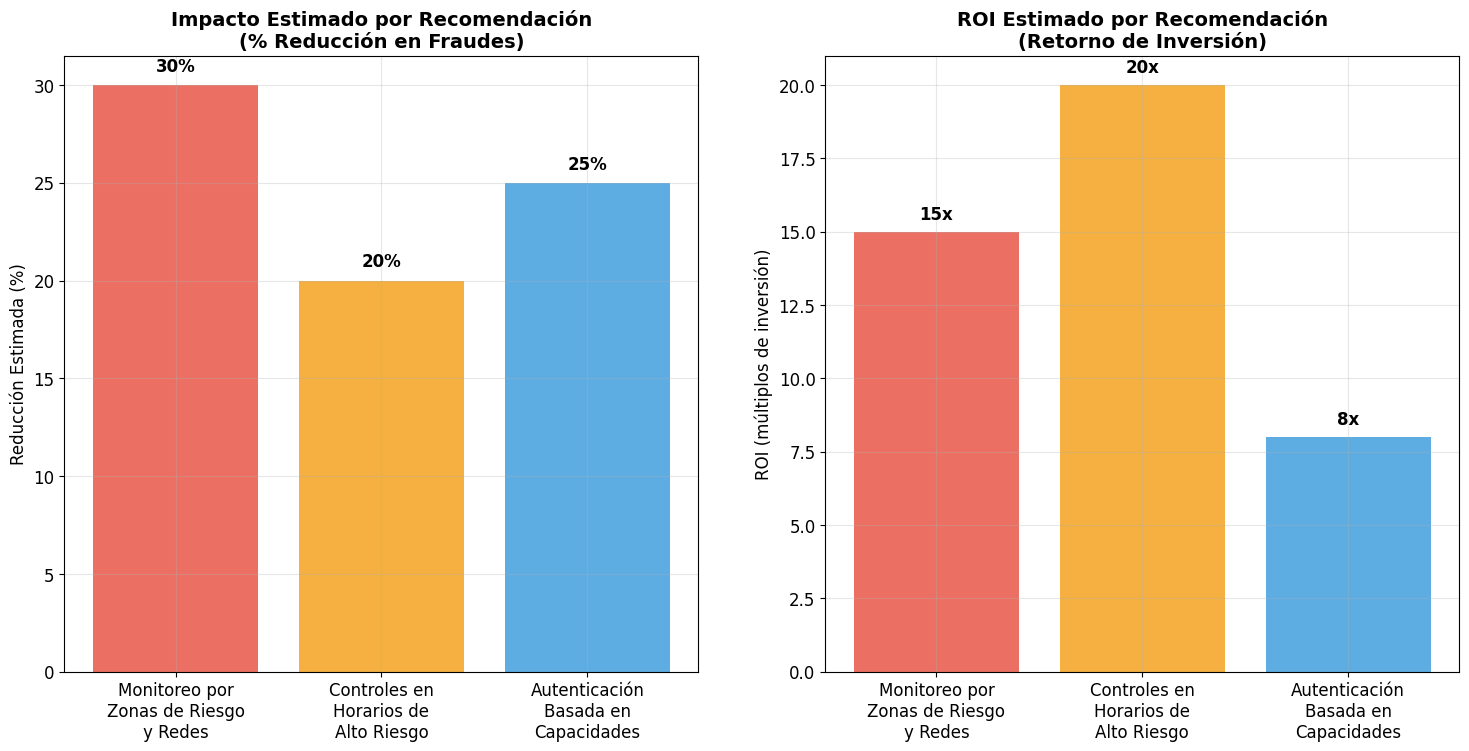 Impacto Estimado por Recomendación
(% Reducción en Fraudes)
Reducción Estimada (%)
30
25
20
15
10
5
0
30%
20%
25%
Monitoreo por
Zonas de Riesgo
y Redes
Controles en
Horarios de
Alto Riesgo
Autenticación
Basada en
Capacidades
ROI Estimado por Recomendación
(Retorno de Inversión)
ROI (múltiplos de inversión)
20.0
17.5
15.0
12.5
10.0
7.5
5.0
2.5
0.0
15x
20x
8x
Monitoreo por
Zonas de Riesgo
y Redes
Controles en
Horarios de
Alto Riesgo
Autenticación
Basada en
Capacidades